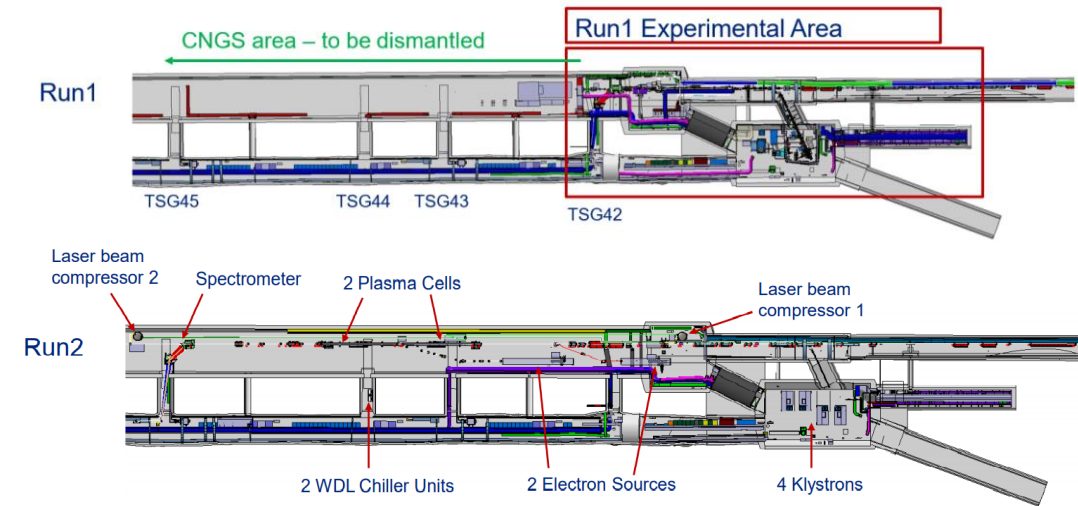 Run1 Experimental Area
CNGS area – to be dismantled
Run1
TSG45
TSG44
TSG43
TSG42
Laser beam
compressor 2
Spectrometer
2 Plasma Cells
Laser beam
compressor 1
Run2
2 WDL Chiller Units
2 Electron Sources
4 Klystrons